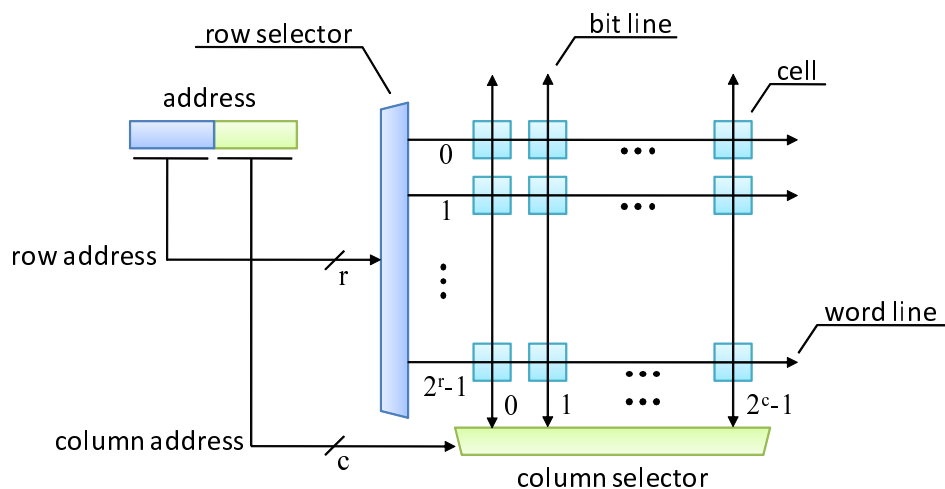 bit line
row selector
cell
address
0
1
row address
r
word line
2ʳ-1
0
1
2ᶜ-1
column address
c
column selector